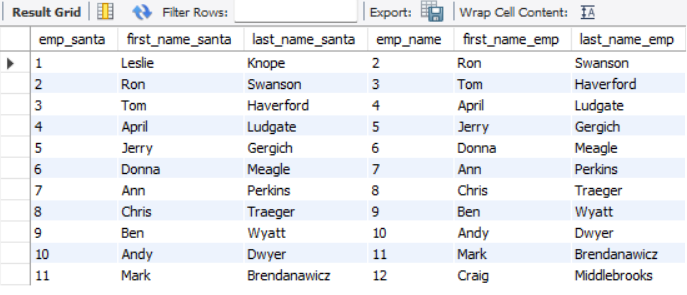 Result Grid Filter Rows: Export: Wrap Cell Content: IA
emp_santa first_name_santa last_name_santa emp_name first_name_emp last_name_emp
1 Leslie Knope 2 Ron Swanson
2 Ron Swanson 3 Tom Haverford
3 Tom Haverford 4 April Ludgate
4 April Ludgate 5 Jerry Gergich
5 Jerry Gergich 6 Donna Meagle
6 Donna Meagle 7 Ann Perkins
7 Ann Perkins 8 Chris Traeger
8 Chris Traeger 9 Ben Wyatt
9 Ben Wyatt 10 Andy Dwyer
10 Andy Dwyer 11 Mark Brendanawicz
11 Mark Brendanawicz 12 Craig Middlebrooks